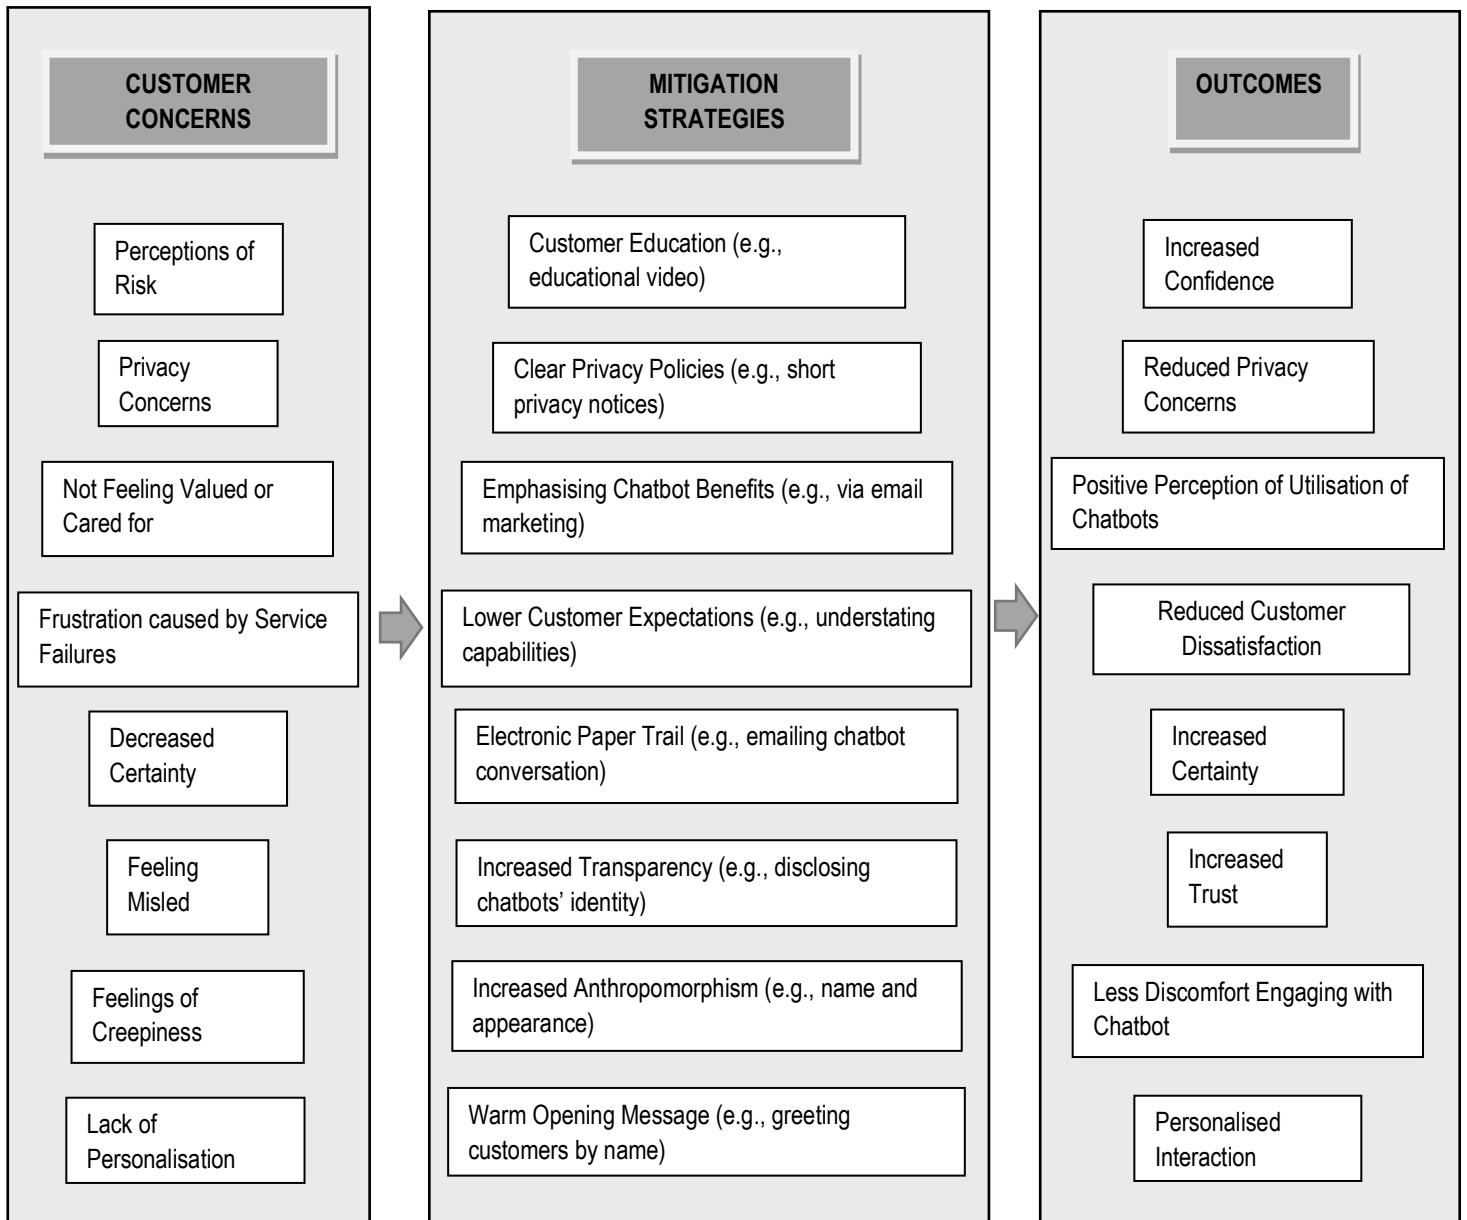 CUSTOMER
CONCERNS
Perceptions of
Risk
Privacy
Concerns
Not Feeling Valued or
Cared for
Frustration caused by Service
Failures
Decreased
Certainty
Feeling
Misled
Feelings of
Creepiness
Lack of
Personalisation
MITIGATION
STRATEGIES
Customer Education (e.g.,
educational video)
Clear Privacy Policies (e.g., short
privacy notices)
Emphasising Chatbot Benefits (e.g., via email
marketing)
Lower Customer Expectations (e.g., understating
capabilities)
Electronic Paper Trail (e.g., emailing chatbot
conversation)
Increased Transparency (e.g., disclosing
chatbots’ identity)
Increased Anthropomorphism (e.g., name and
appearance)
Warm Opening Message (e.g., greeting
customers by name)
OUTCOMES
Increased
Confidence
Reduced Privacy
Concerns
Positive Perception of Utilisation of
Chatbots
Reduced Customer
Dissatisfaction
Increased
Certainty
Increased
Trust
Less Discomfort Engaging with
Chatbot
Personalised
Interaction